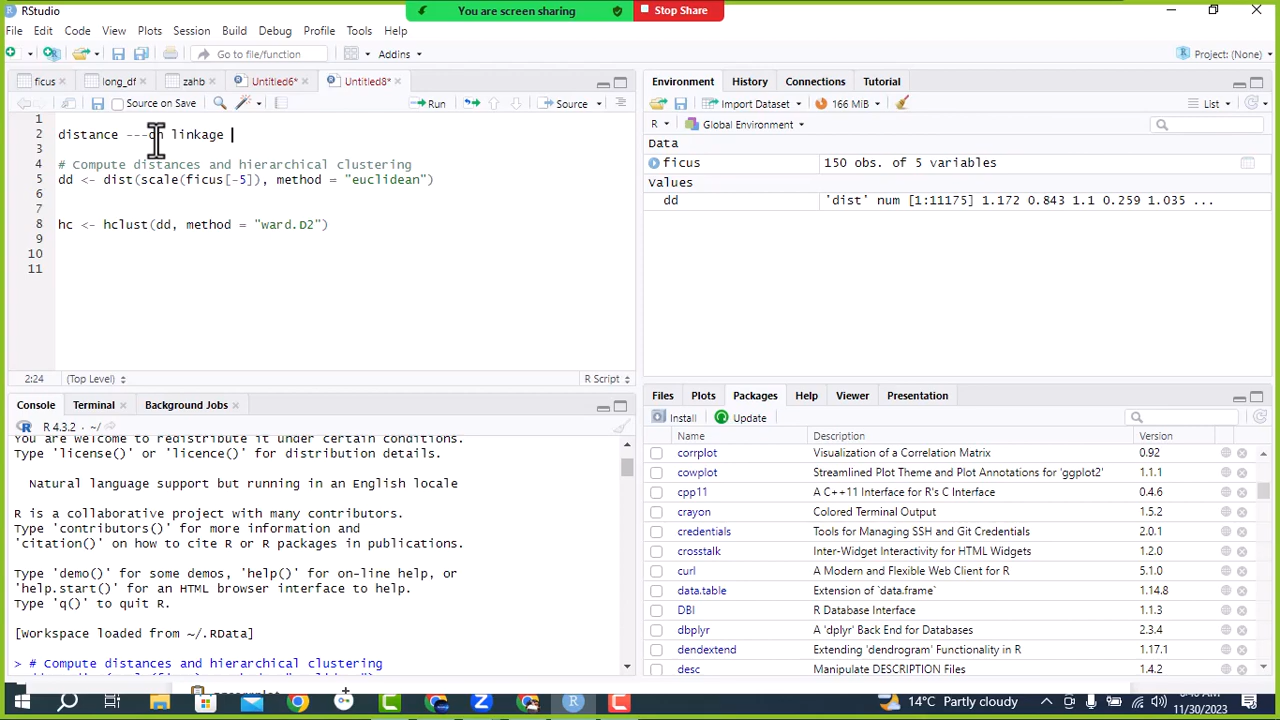 RStudio
You are screen sharing
Stop Share
File Edit Code View Plots Session Build Debug Profile Tools Help
Go to file/function
Addins
Project: (None)
ficus
long_df
zahb
Untitled6*
Untitled8*
Source on Save
Run
Source
1
2 distance ---on linkage
3
4 # Compute distances and hierarchical clustering
5 dd <- dist(scale(ficus[-5]), method = "euclidean")
6
7
8 hc <- hclust(dd, method = "ward.D2")
9
10
11
2:24 (Top Level) R Script
Console Terminal Background Jobs
R 4.3.2 · ~/
You are welcome to redistribute it under certain conditions.
Type 'license()' or 'licence()' for distribution details.
Natural language support but running in an English locale
R is a collaborative project with many contributors.
Type 'contributors()' for more information and
'citation()' on how to cite R or R packages in publications.
Type 'demo()' for some demos, 'help()' for on-line help, or
'help.start()' for an HTML browser interface to help.
Type 'q()' to quit R.
[Workspace loaded from ~/.RData]
> # Compute distances and hierarchical clustering
Environment History Connections Tutorial
Import Dataset 166 MiB List
R Global Environment
Data
ficus 150 obs. of 5 variables
Values
dd 'dist' num [1:11175] 1.172 0.843 1.1 0.259 1.035 ...
Files Plots Packages Help Viewer Presentation
Install Update
Name Description Version
corrplot Visualization of a Correlation Matrix 0.92
cowplot Streamlined Plot Theme and Plot Annotations for 'ggplot2' 1.1.1
cpp11 A C++11 Interface for R's C Interface 0.4.6
crayon Colored Terminal Output 1.5.2
credentials Tools for Managing SSH and Git Credentials 2.0.1
crosstalk Inter-Widget Interactivity for HTML Widgets 1.2.0
curl A Modern and Flexible Web Client for R 5.1.0
data.table Extension of `data.frame` 1.14.8
DBI R Database Interface 1.1.3
dbplyr A 'dplyr' Back End for Databases 2.3.4
dendextend Extending 'dendrogram' Functionality in R 1.17.1
desc Manipulate DESCRIPTION Files 1.4.2
14°C Partly cloudy
11/30/2023